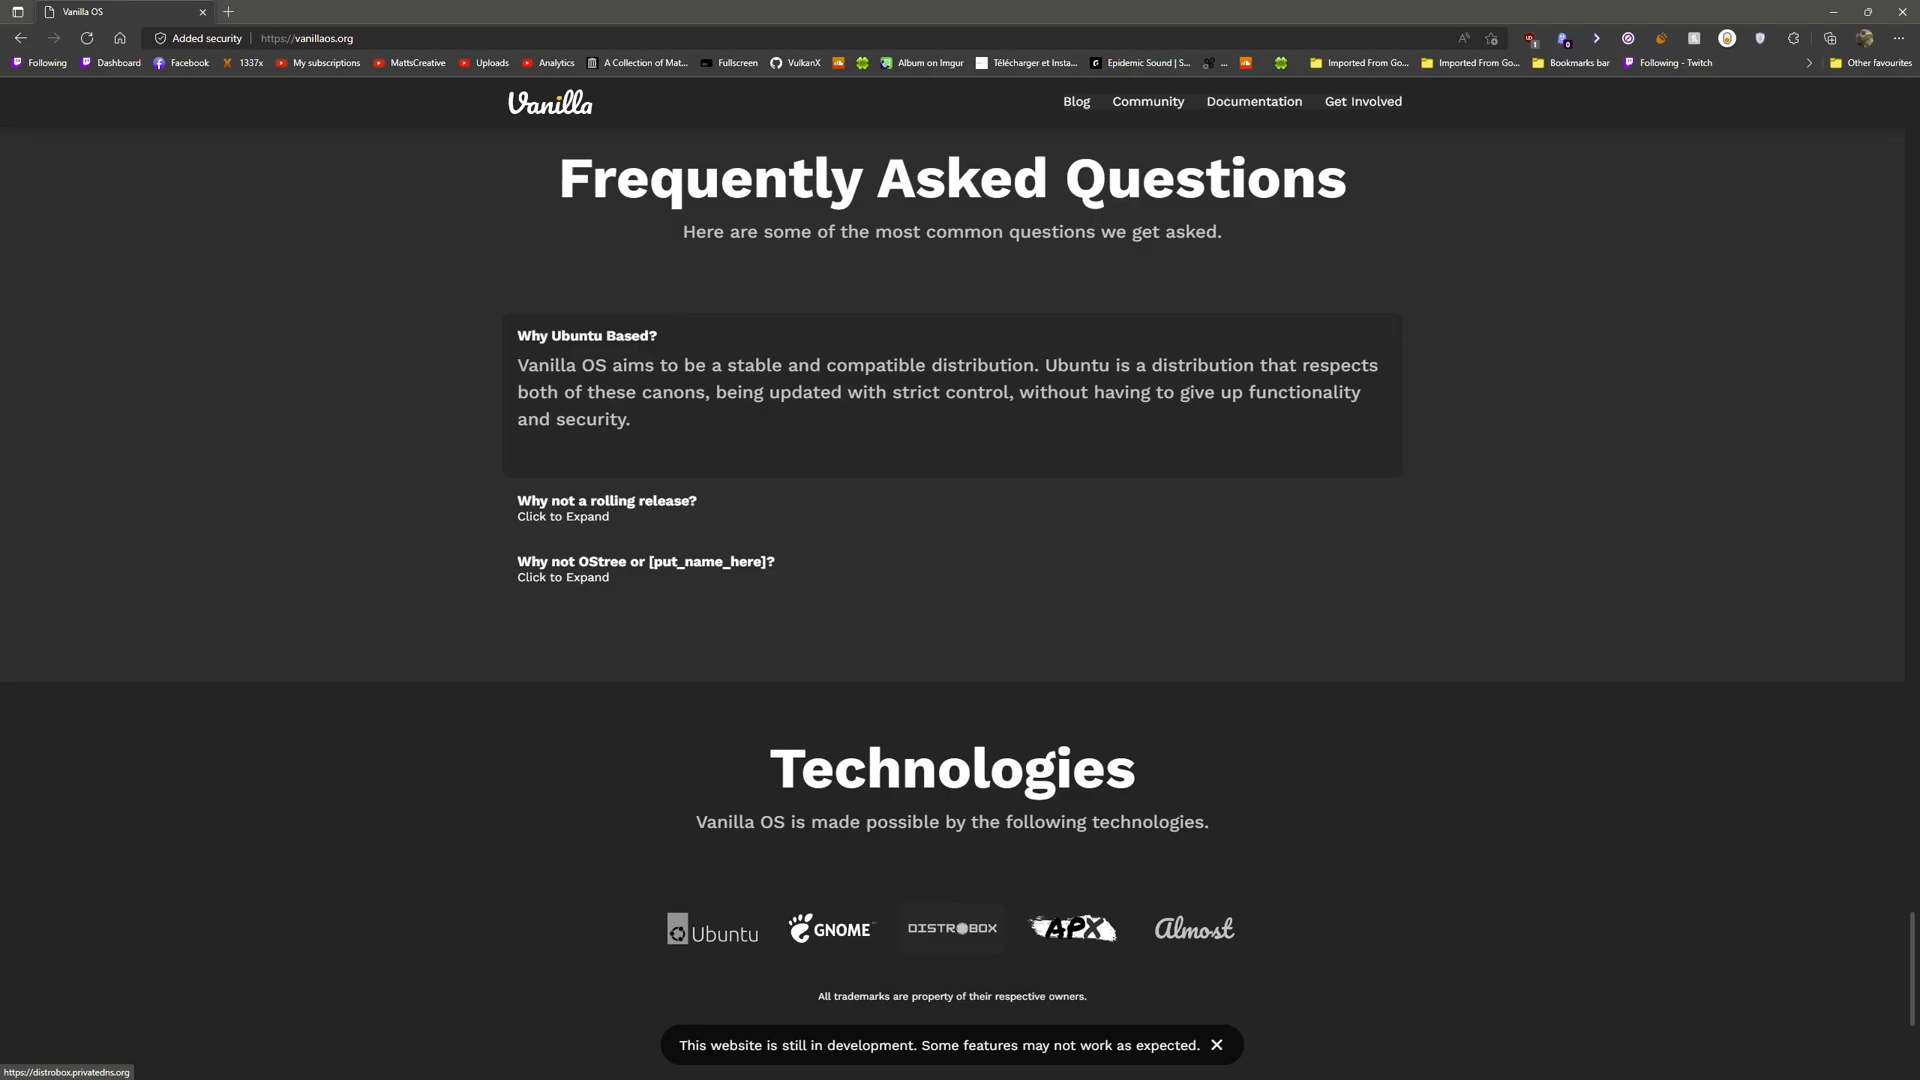 Vanilla OS
Added security
https://vanillaos.org
Following
Dashboard
Facebook
1337x
My subscriptions
MattsCreative
Uploads
Analytics
A Collection of Mat...
Fullscreen
VulkanX
Album on Imgur
Télécharger et Insta...
Epidemic Sound | S...
...
Imported From Go...
Imported From Go...
Bookmarks bar
Following - Twitch
Other favourites
Vanilla
Blog
Community
Documentation
Get Involved
Frequently Asked Questions
Here are some of the most common questions we get asked.
Why Ubuntu Based?
Vanilla OS aims to be a stable and compatible distribution. Ubuntu is a distribution that respects
both of these canons, being updated with strict control, without having to give up functionality
and security.
Why not a rolling release?
Click to Expand
Why not OStree or [put_name_here]?
Click to Expand
Technologies
Vanilla OS is made possible by the following technologies.
Ubuntu
GNOME
DISTROBOX
APX
Almost
All trademarks are property of their respective owners.
This website is still in development. Some features may not work as expected.
https://distrobox.privatedns.org